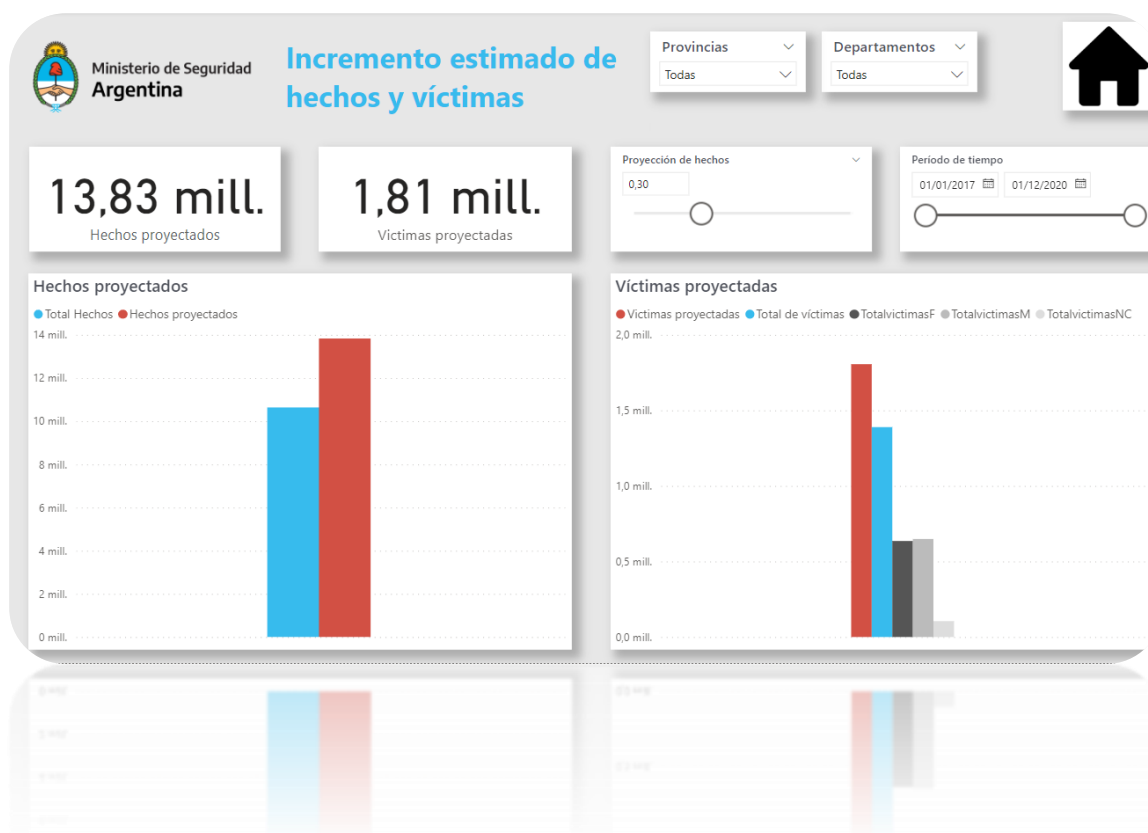 Ministerio de Seguridad
Argentina
Incremento estimado de
hechos y víctimas
Provincias
Todas
Departamentos
Todas
13,83 mill.
Hechos proyectados
1,81 mill.
Victimas proyectadas
Proyección de hechos
0,30
Período de tiempo
01/01/2017
01/12/2020
Hechos proyectados
Total Hechos Hechos proyectados
14 mill.
12 mill.
10 mill.
8 mill.
6 mill.
4 mill.
2 mill.
0 mill.
Víctimas proyectadas
Victimas proyectadas Total de víctimas TotalvictimasF TotalvictimasM TotalvictimasNC
2,0 mill.
1,5 mill.
1,0 mill.
0,5 mill.
0,0 mill.